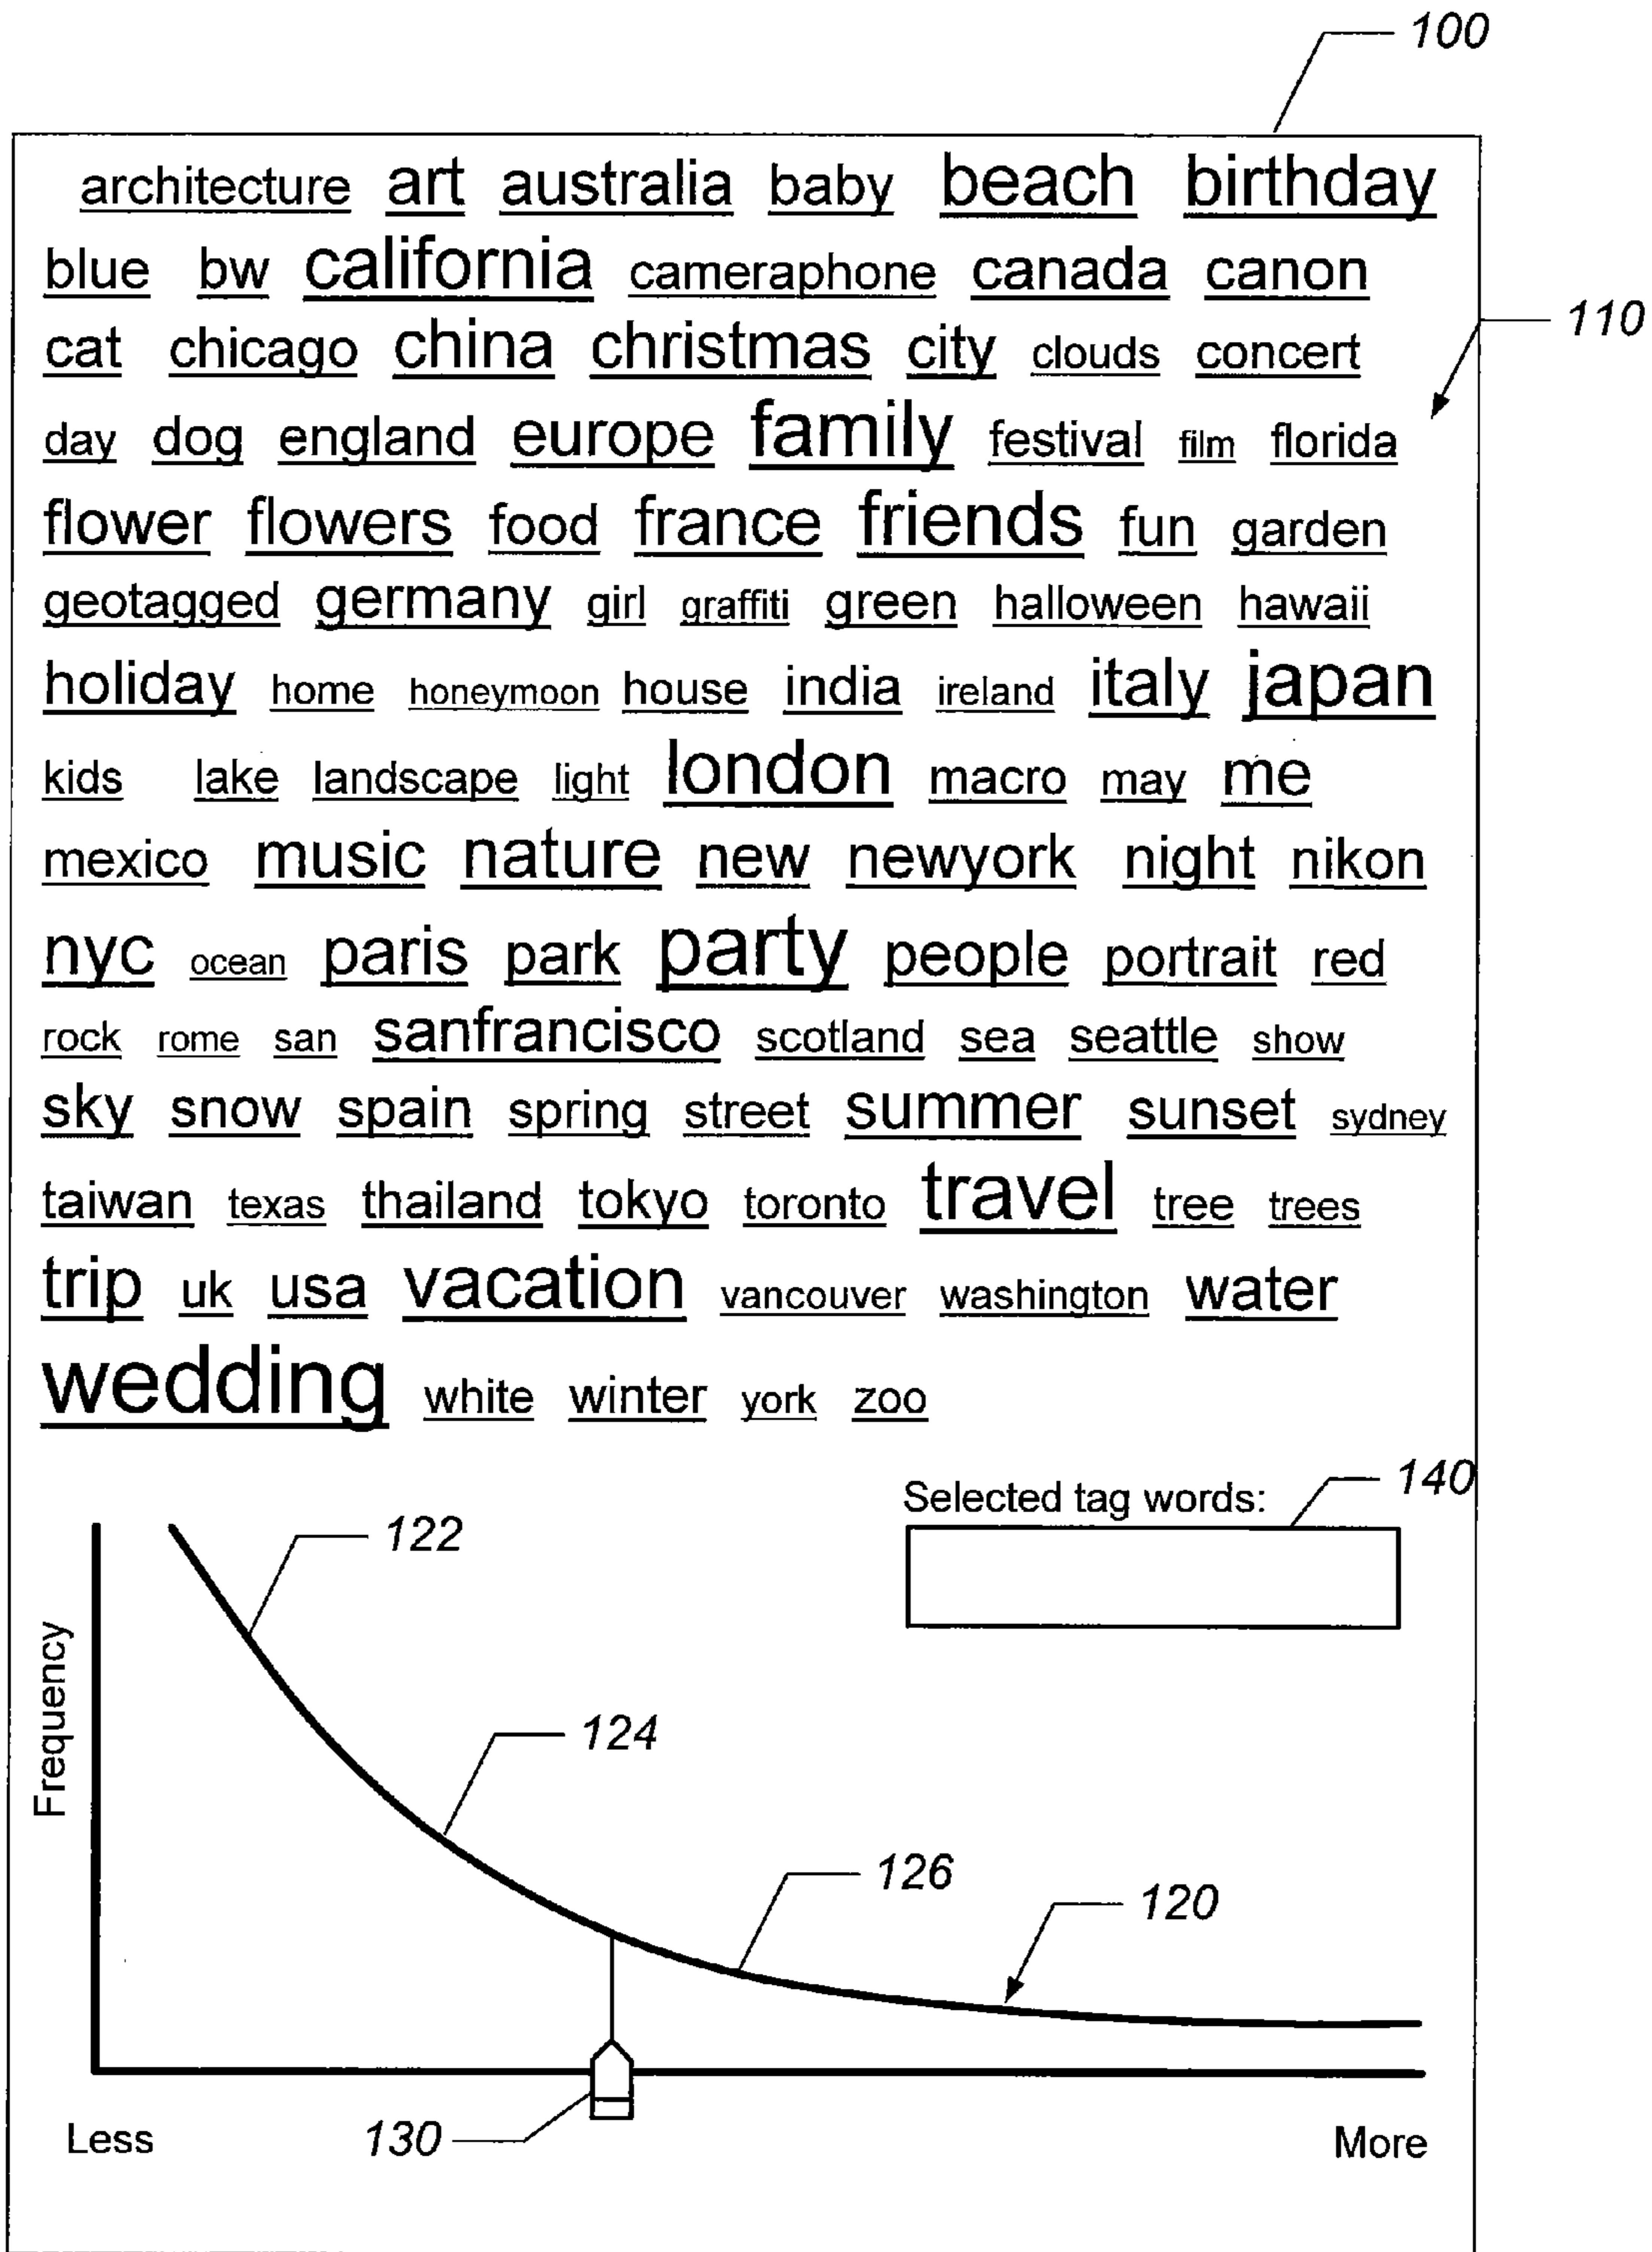 100
architecture art australia baby beach birthday
blue bw california cameraphone canada canon
110
cat chicago china christmas city clouds concert
day dog england europe family festival film florida
flower flowers food france friends fun garden
geotagged germany girl graffiti green halloween hawaii
holiday home honeymoon house india ireland italy japan
kids lake landscape light london macro may me
mexico music nature new newyork night nikon
nyc ocean paris park party people portrait red
rock rome san sanfrancisco scotland sea seattle show
sky snow spain spring street summer sunset sydney
taiwan texas thailand tokyo toronto travel tree trees
trip uk usa vacation vancouver washington water
wedding white winter york zoo
Selected tag words: 140
122
Frequency
124
126
120
130
Less More